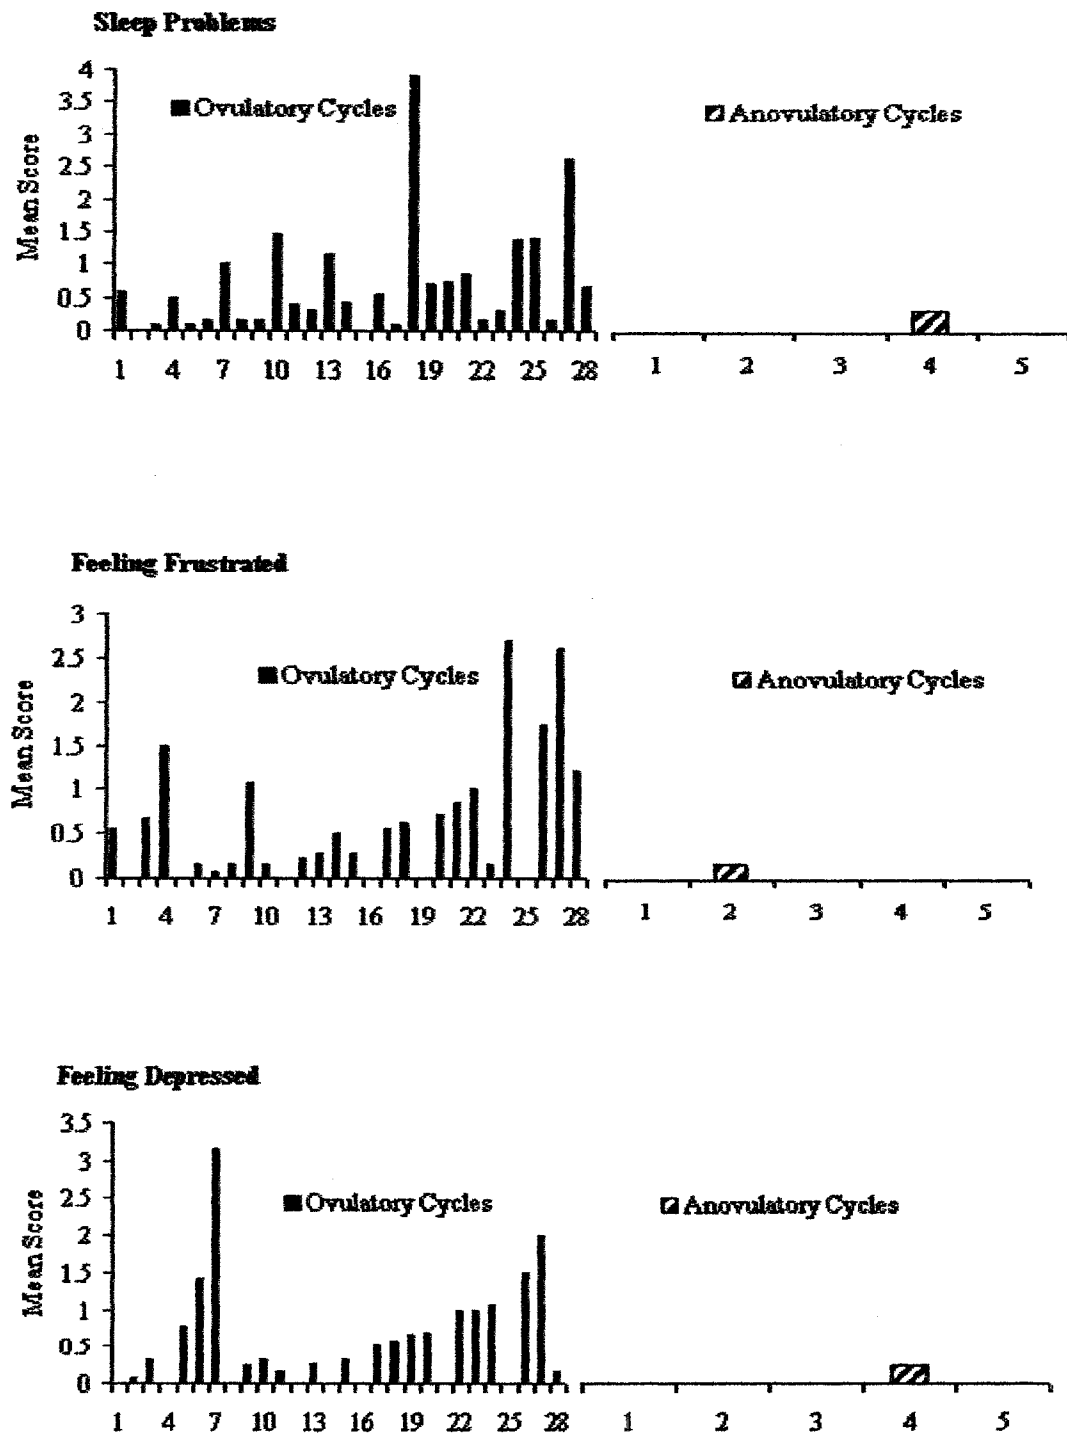 Sleep Problems
4
3.5
3
2.5
2
1.5
1
0.5
0
Mean Score
Ovulatory Cycles
Anovulatory Cycles
1 4 7 10 13 16 19 22 25 28
1 2 3 4 5
Feeling Frustrated
3
2.5
2
1.5
1
0.5
0
Mean Score
Ovulatory Cycles
Anovulatory Cycles
1 4 7 10 13 16 19 22 25 28
1 2 3 4 5
Feeling Depressed
3.5
3
2.5
2
1.5
1
0.5
0
Mean Score
Ovulatory Cycles
Anovulatory Cycles
1 4 7 10 13 16 19 22 25 28
1 2 3 4 5